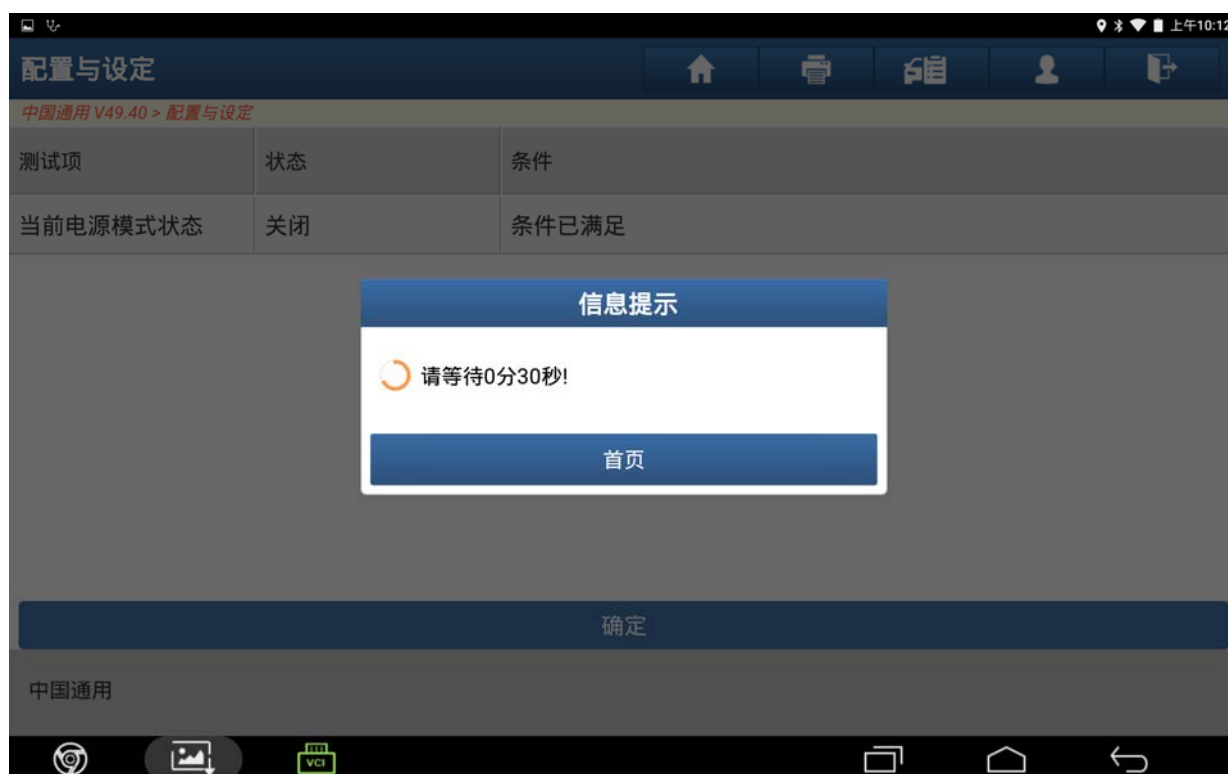 上午10:12
配置与设定
中国通用 V49.40 > 配置与设定
测试项 状态 条件
当前电源模式状态 关闭 条件已满足
信息提示
请等待0分30秒!
首页
确定
中国通用
VCI